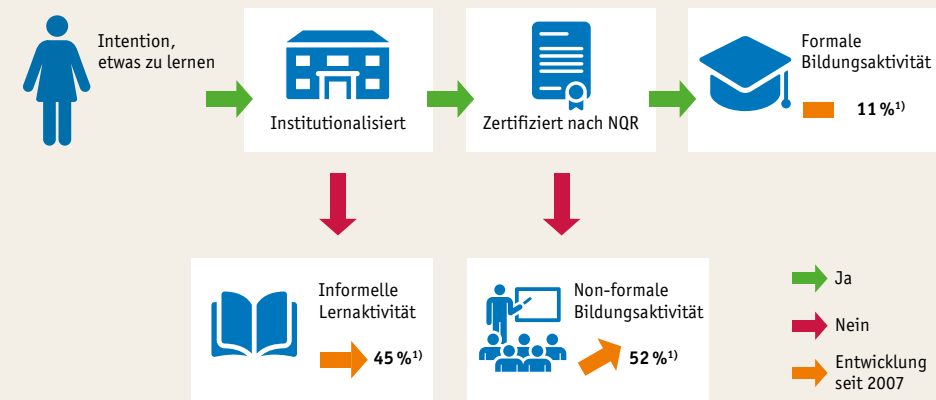 Intention,
etwas zu lernen
Institutionalisiert
Zertifiziert nach NQR
Formale
Bildungsaktivität
11 %¹⁾
Informelle
Lernaktivität
45 %¹⁾
Non-formale
Bildungsaktivität
52 %¹⁾
Ja
Nein
Entwicklung
seit 2007